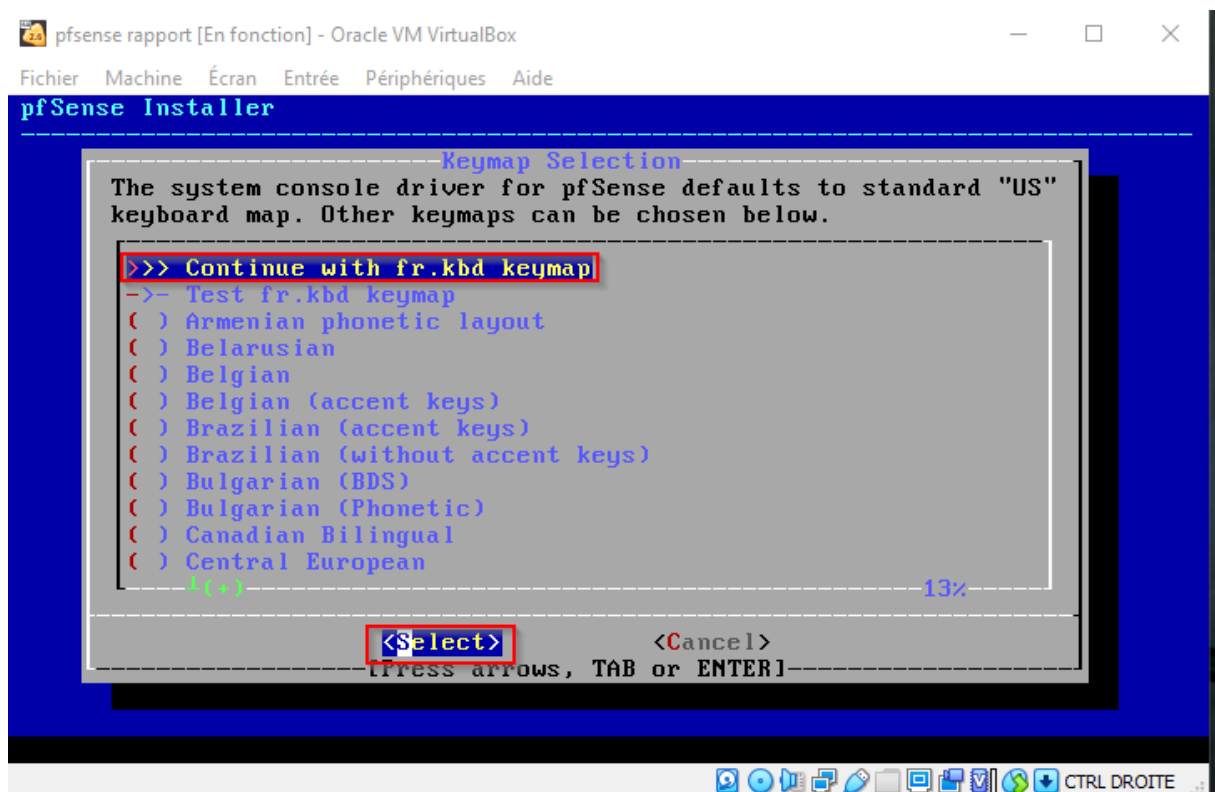 pfsense rapport [En fonction] - Oracle VM VirtualBox
Fichier Machine Écran Entrée Périphériques Aide
pfSense Installer
Keymap Selection
The system console driver for pfSense defaults to standard "US"
keyboard map. Other keymaps can be chosen below.
>>> Continue with fr.kbd keymap
->- Test fr.kbd keymap
( ) Armenian phonetic layout
( ) Belarusian
( ) Belgian
( ) Belgian (accent keys)
( ) Brazilian (accent keys)
( ) Brazilian (without accent keys)
( ) Bulgarian (BDS)
( ) Bulgarian (Phonetic)
( ) Canadian Bilingual
( ) Central European
(+) 13%
<Select> <Cancel>
[Press arrows, TAB or ENTER]
CTRL DROITE